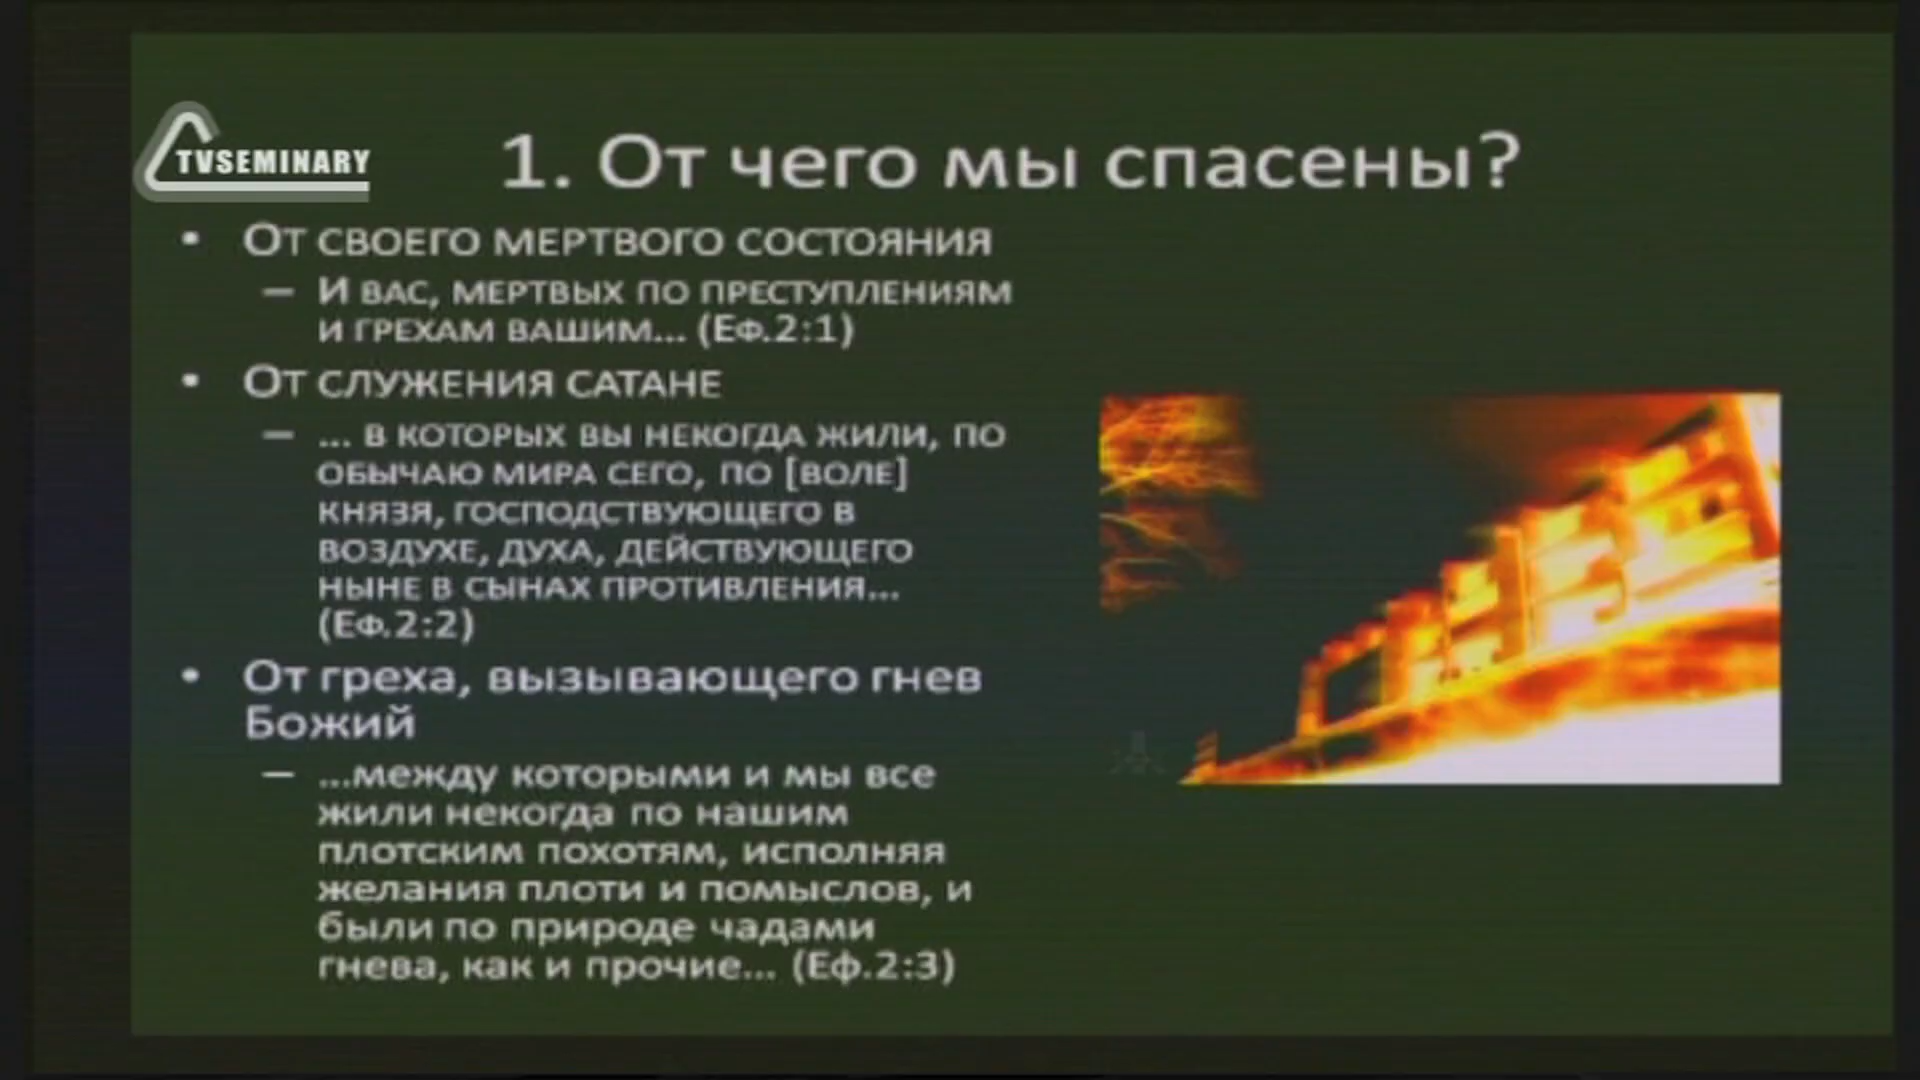 TVSEMINARY
1. От чего мы спасены?
• От своего мертвого состояния
– И вас, мертвых по преступлениям
и грехам вашим... (Еф.2:1)
• От служения сатане
– ... в которых вы некогда жили, по
обычаю мира сего, по [воле]
князя, господствующего в
воздухе, духа, действующего
ныне в сынах противления...
(Еф.2:2)
• От греха, вызывающего гнев
Божий
– ...между которыми и мы все
жили некогда по нашим
плотским похотям, исполняя
желания плоти и помыслов, и
были по природе чадами
гнева, как и прочие... (Еф.2:3)